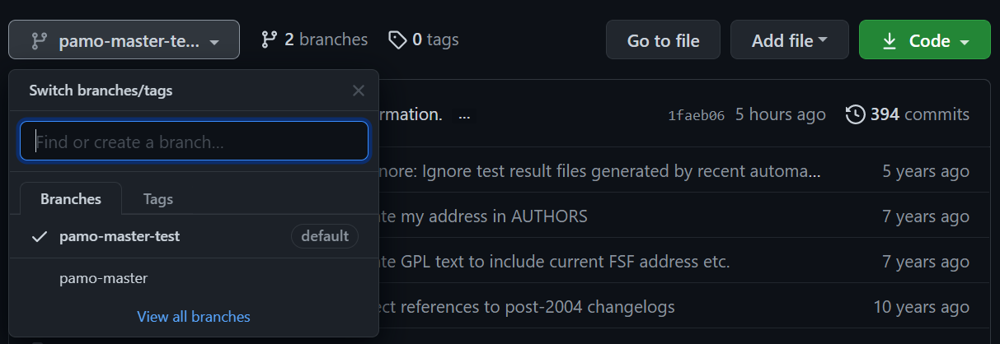 pamo-master-te... 2 branches 0 tags Go to file Add file Code
Switch branches/tags
rmation. ... 1faeb06 5 hours ago 394 commits
Find or create a branch...
nore: Ignore test result files generated by recent automa... 5 years ago
Branches Tags
te my address in AUTHORS 7 years ago
pamo-master-test default
te GPL text to include current FSF address etc. 7 years ago
pamo-master
ect references to post-2004 changelogs 10 years ago
View all branches